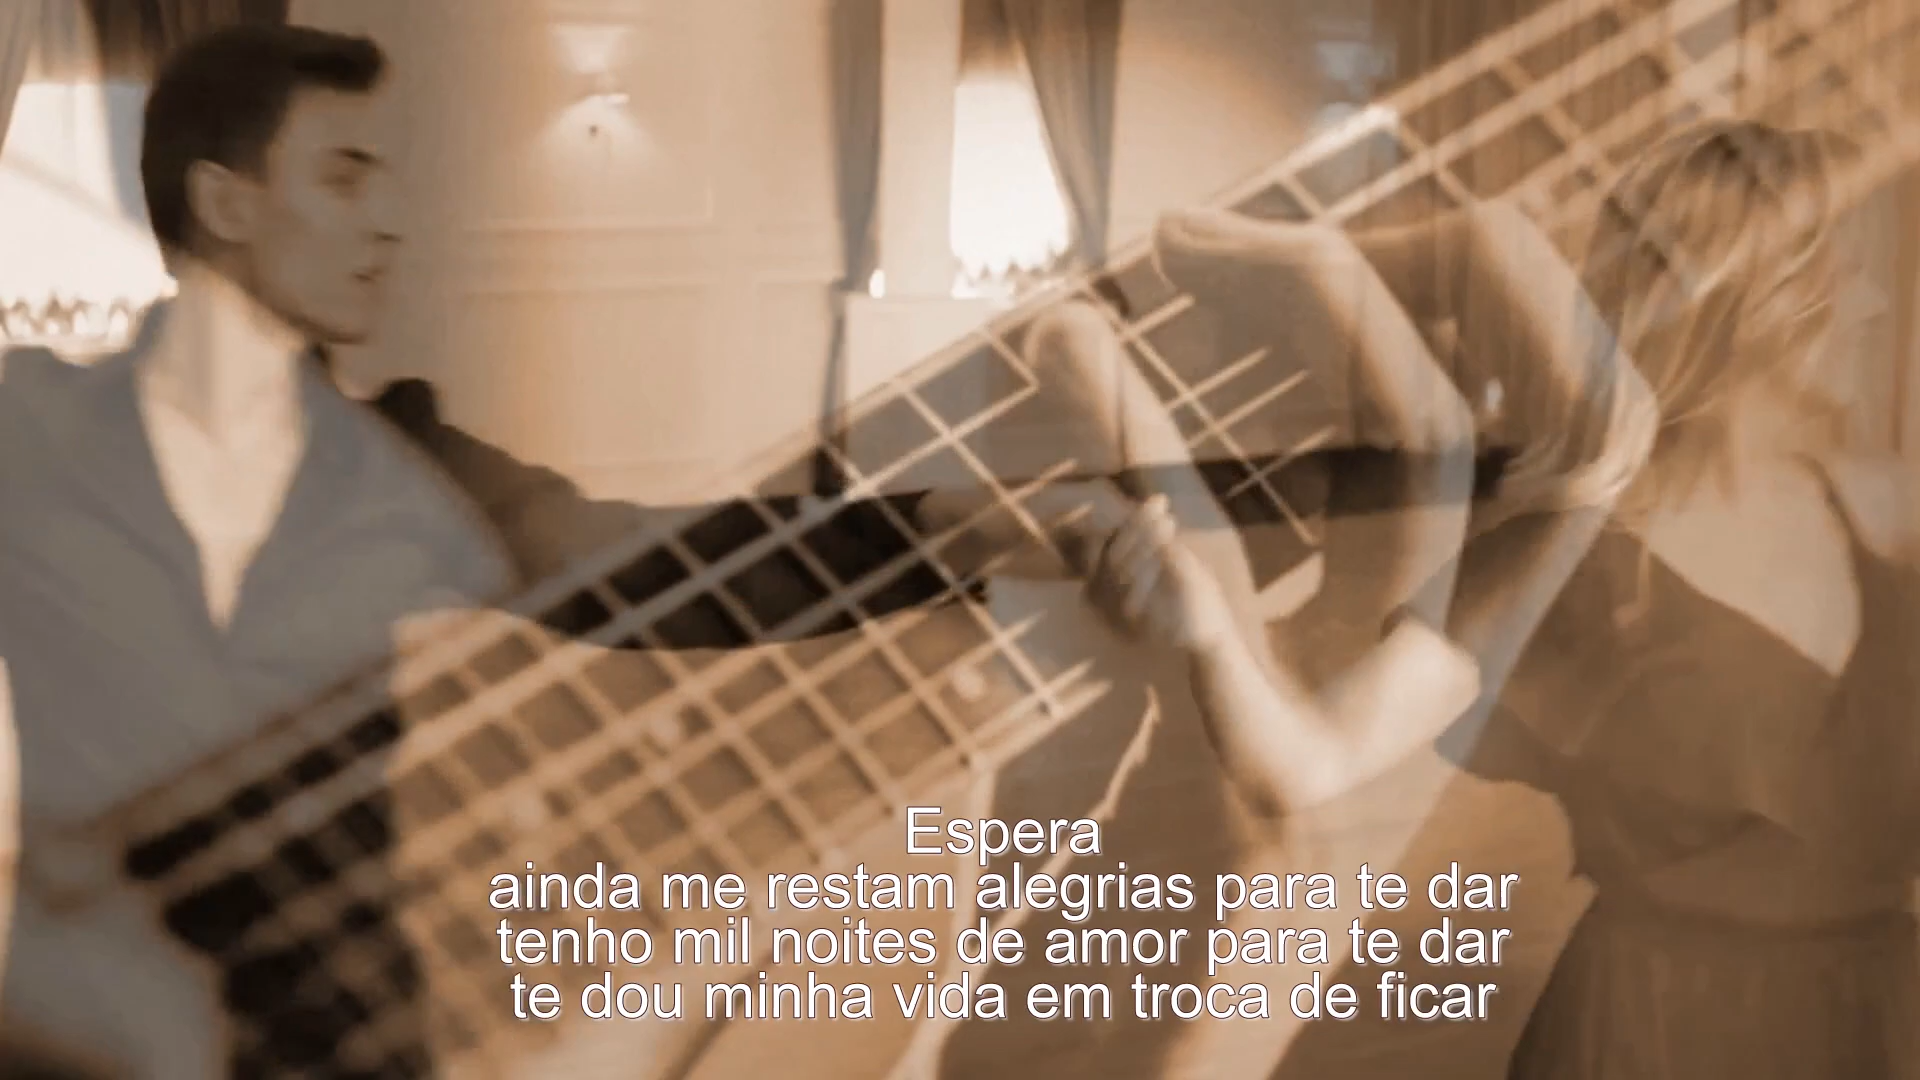 Espera
ainda me restam alegrias para te dar
tenho mil noites de amor para te dar
te dou minha vida em troca de ficar